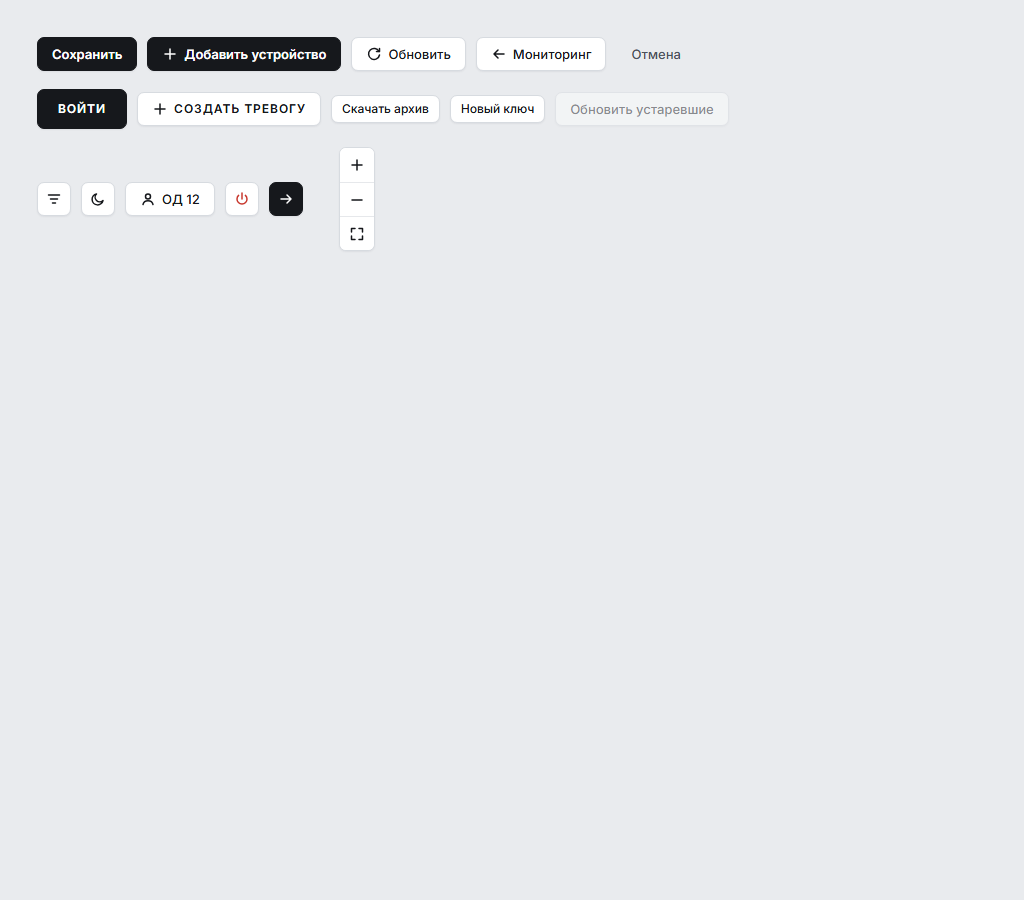 Сохранить Добавить устройство Обновить Мониторинг Отмена
ВОЙТИ СОЗДАТЬ ТРЕВОГУ Скачать архив Новый ключ Обновить устаревшие
ОД 12